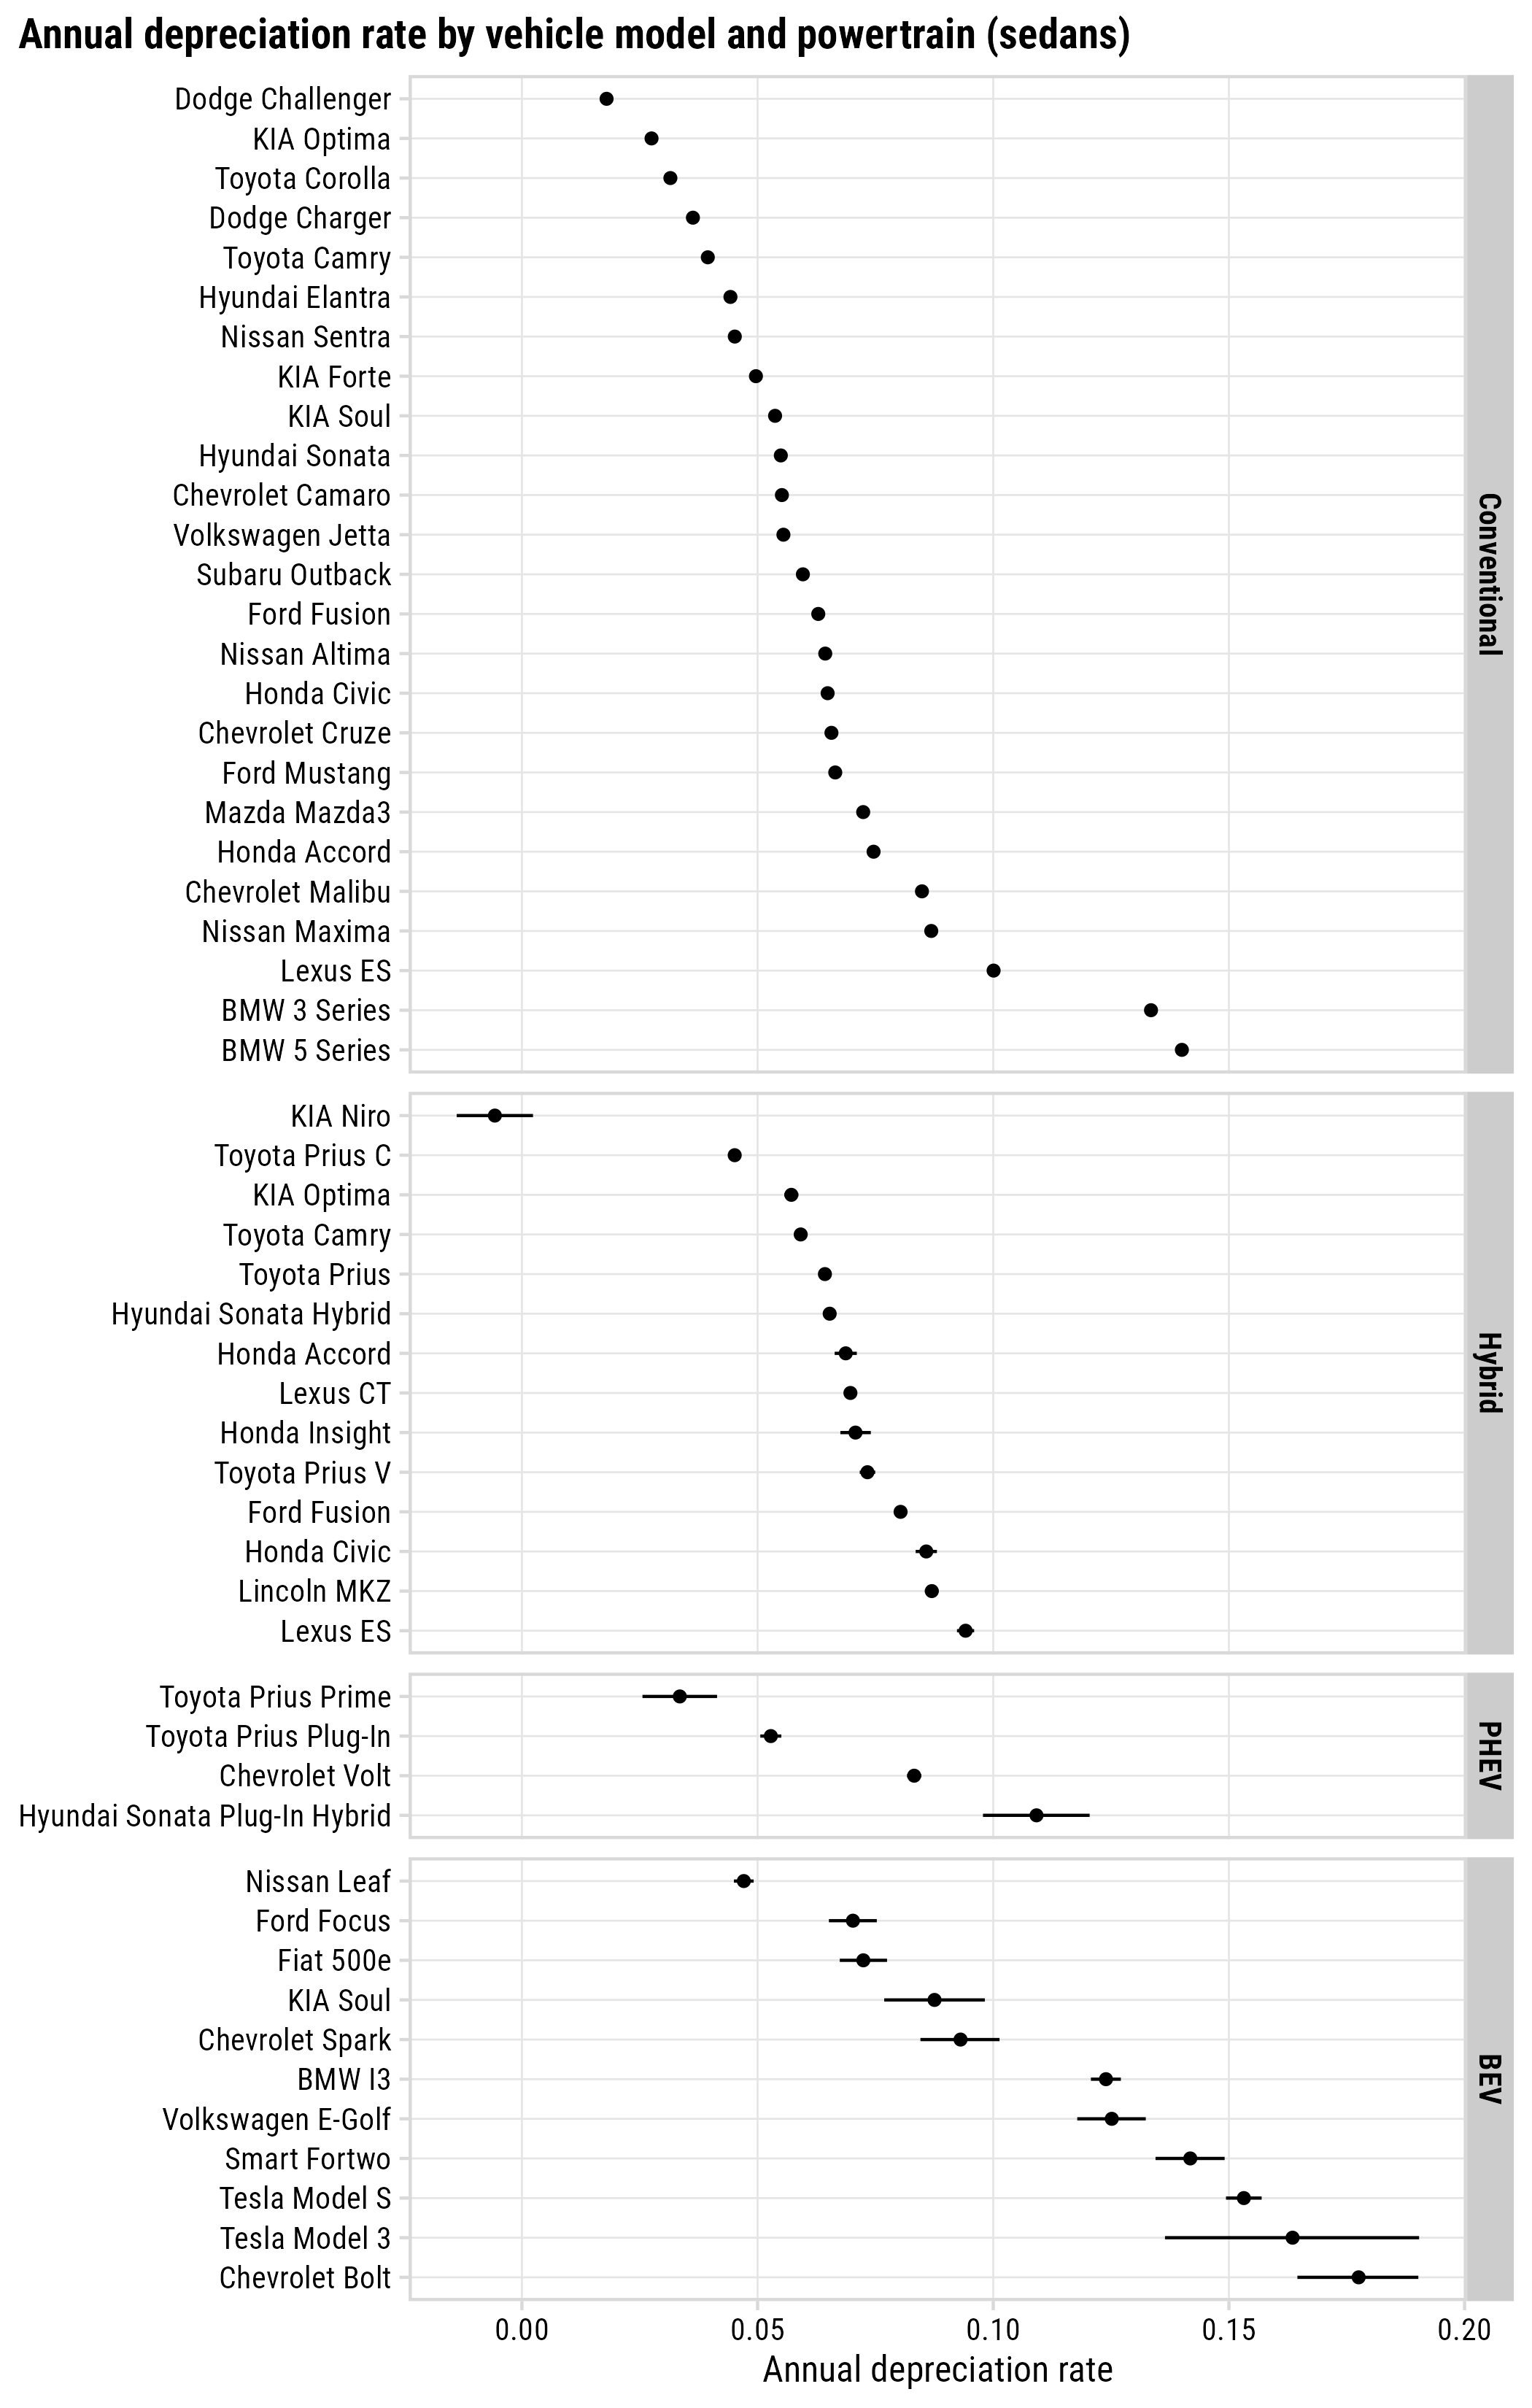 Annual depreciation rate by vehicle model and powertrain (sedans)
Dodge Challenger
KIA Optima
Toyota Corolla
Dodge Charger
Toyota Camry
Hyundai Elantra
Nissan Sentra
KIA Forte
KIA Soul
Hyundai Sonata
Chevrolet Camaro
Volkswagen Jetta
Subaru Outback
Ford Fusion
Nissan Altima
Honda Civic
Chevrolet Cruze
Ford Mustang
Mazda Mazda3
Honda Accord
Chevrolet Malibu
Nissan Maxima
Lexus ES
BMW 3 Series
BMW 5 Series
Conventional
KIA Niro
Toyota Prius C
KIA Optima
Toyota Camry
Toyota Prius
Hyundai Sonata Hybrid
Honda Accord
Lexus CT
Honda Insight
Toyota Prius V
Ford Fusion
Honda Civic
Lincoln MKZ
Lexus ES
Hybrid
Toyota Prius Prime
Toyota Prius Plug-In
Chevrolet Volt
Hyundai Sonata Plug-In Hybrid
PHEV
Nissan Leaf
Ford Focus
Fiat 500e
KIA Soul
Chevrolet Spark
BMW I3
Volkswagen E-Golf
Smart Fortwo
Tesla Model S
Tesla Model 3
Chevrolet Bolt
BEV
0.00 0.05 0.10 0.15 0.20
Annual depreciation rate